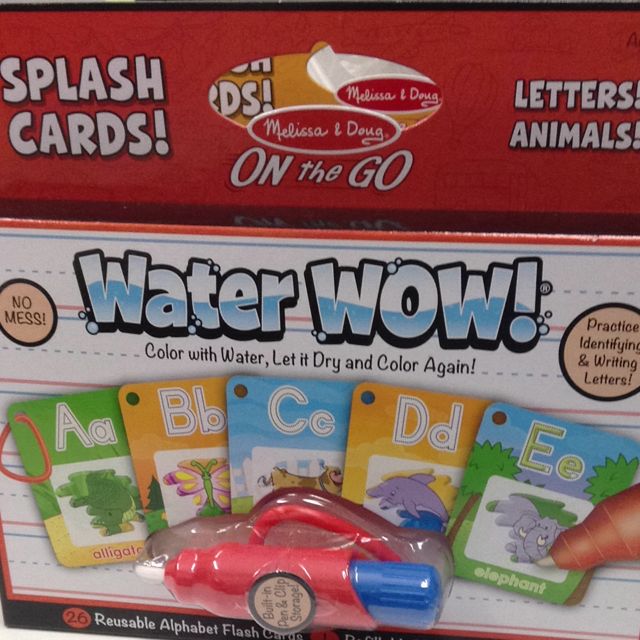 SPLASH
CARDS!
DS!
Melissa & Doug
Melissa & Doug
ON the GO
LETTERS!
ANIMALS!
NO
MESS!
Water WOW!®
Color with Water, Let it Dry and Color Again!
Practice
Identifying
& Writing
Letters!
Aa
Bb
Cc
Dd
Ee
alligato
elephant
Built-in
Pen & Clip
Storage!
26 Reusable Alphabet Flash Cards